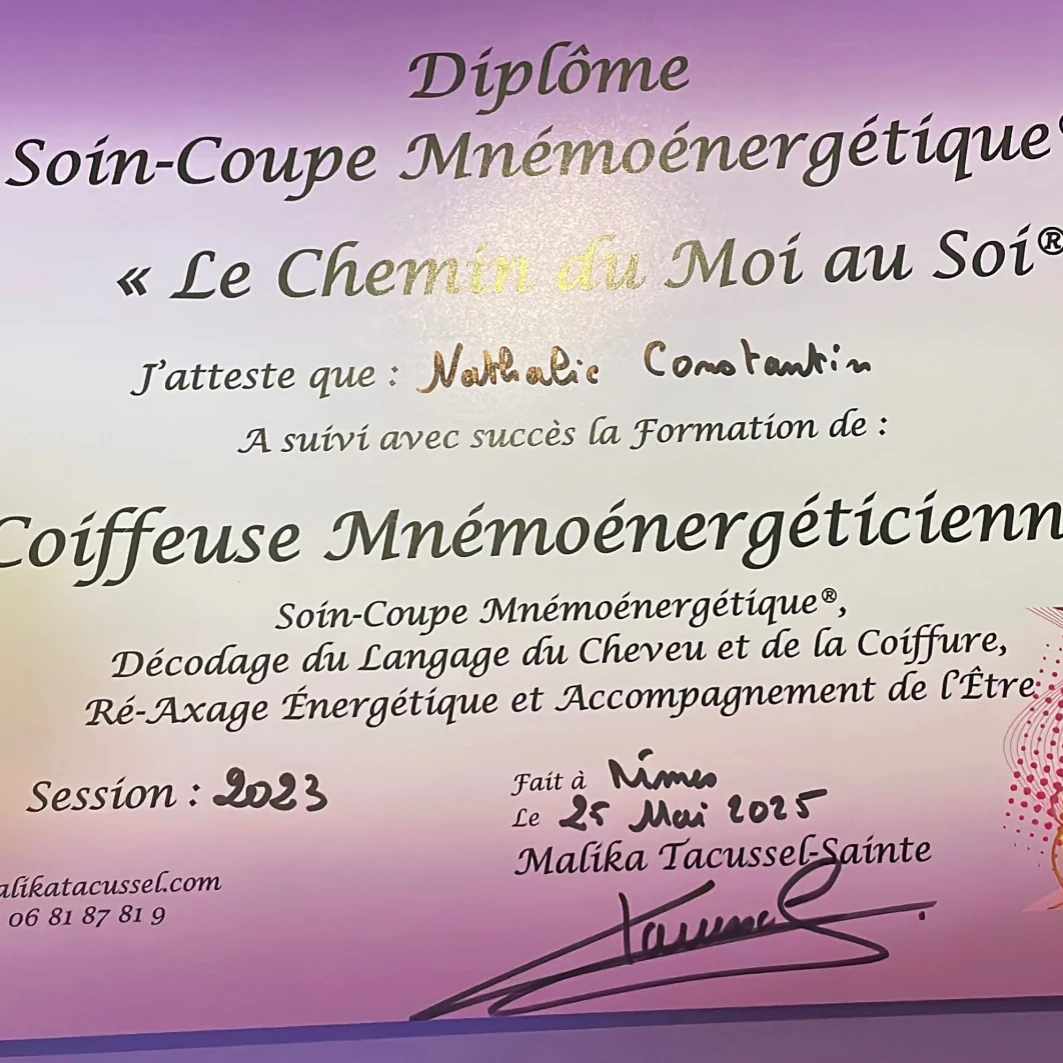 Diplôme
Soin-Coupe Mnémoénergétique®
« Le Chemin du Moi au Soi®
J'atteste que : Nathalie Constantin
A suivi avec succès la Formation de :
Coiffeuse Mnémoénergéticienn
Soin-Coupe Mnémoénergétique®,
Décodage du Langage du Cheveu et de la Coiffure,
Ré-Axage Énergétique et Accompagnement de l'Être
Session : 2023
Fait à Nîmes
Le 25 Mai 2025
Malika Tacussel-Sainte
alikatacussel.com
06 81 87 81 9
Tacussel